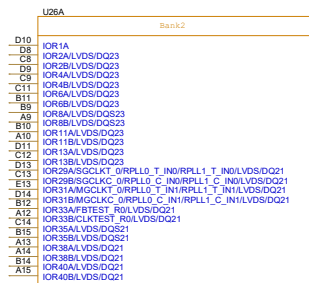 U26A
Bank2
D10 IOR1A
D8 IOR2A/LVDS/DQ23
C8 IOR2B/LVDS/DQ23
D9 IOR4A/LVDS/DQ23
C9 IOR4B/LVDS/DQ23
C11 IOR6A/LVDS/DQ23
B11 IOR6B/LVDS/DQ23
B9 IOR8A/LVDS/DQS23
A9 IOR8B/LVDS/DQS23
B10 IOR11A/LVDS/DQ23
A10 IOR11B/LVDS/DQ23
D11 IOR13A/LVDS/DQ23
C12 IOR13B/LVDS/DQ23
D13 IOR29A/SGCLKT_0/RPLL0_T_IN0/RPLL1_T_IN0/LVDS/DQ21
C13 IOR29B/SGCLKC_0/RPLL0_C_IN0/RPLL1_C_IN0/LVDS/DQ21
E13 IOR31A/MGCLKT_0/RPLL0_T_IN1/RPLL1_T_IN1/LVDS/DQ21
D14 IOR31B/MGCLKC_0/RPLL0_C_IN1/RPLL1_C_IN1/LVDS/DQ21
B12 IOR33A/FBTEST_R0/LVDS/DQ21
A12 IOR33B/CLKTEST_R0/LVDS/DQ21
C14 IOR35A/LVDS/DQS21
B15 IOR35B/LVDS/DQS21
A13 IOR38A/LVDS/DQ21
A14 IOR38B/LVDS/DQ21
B14 IOR40A/LVDS/DQ21
A15 IOR40B/LVDS/DQ21